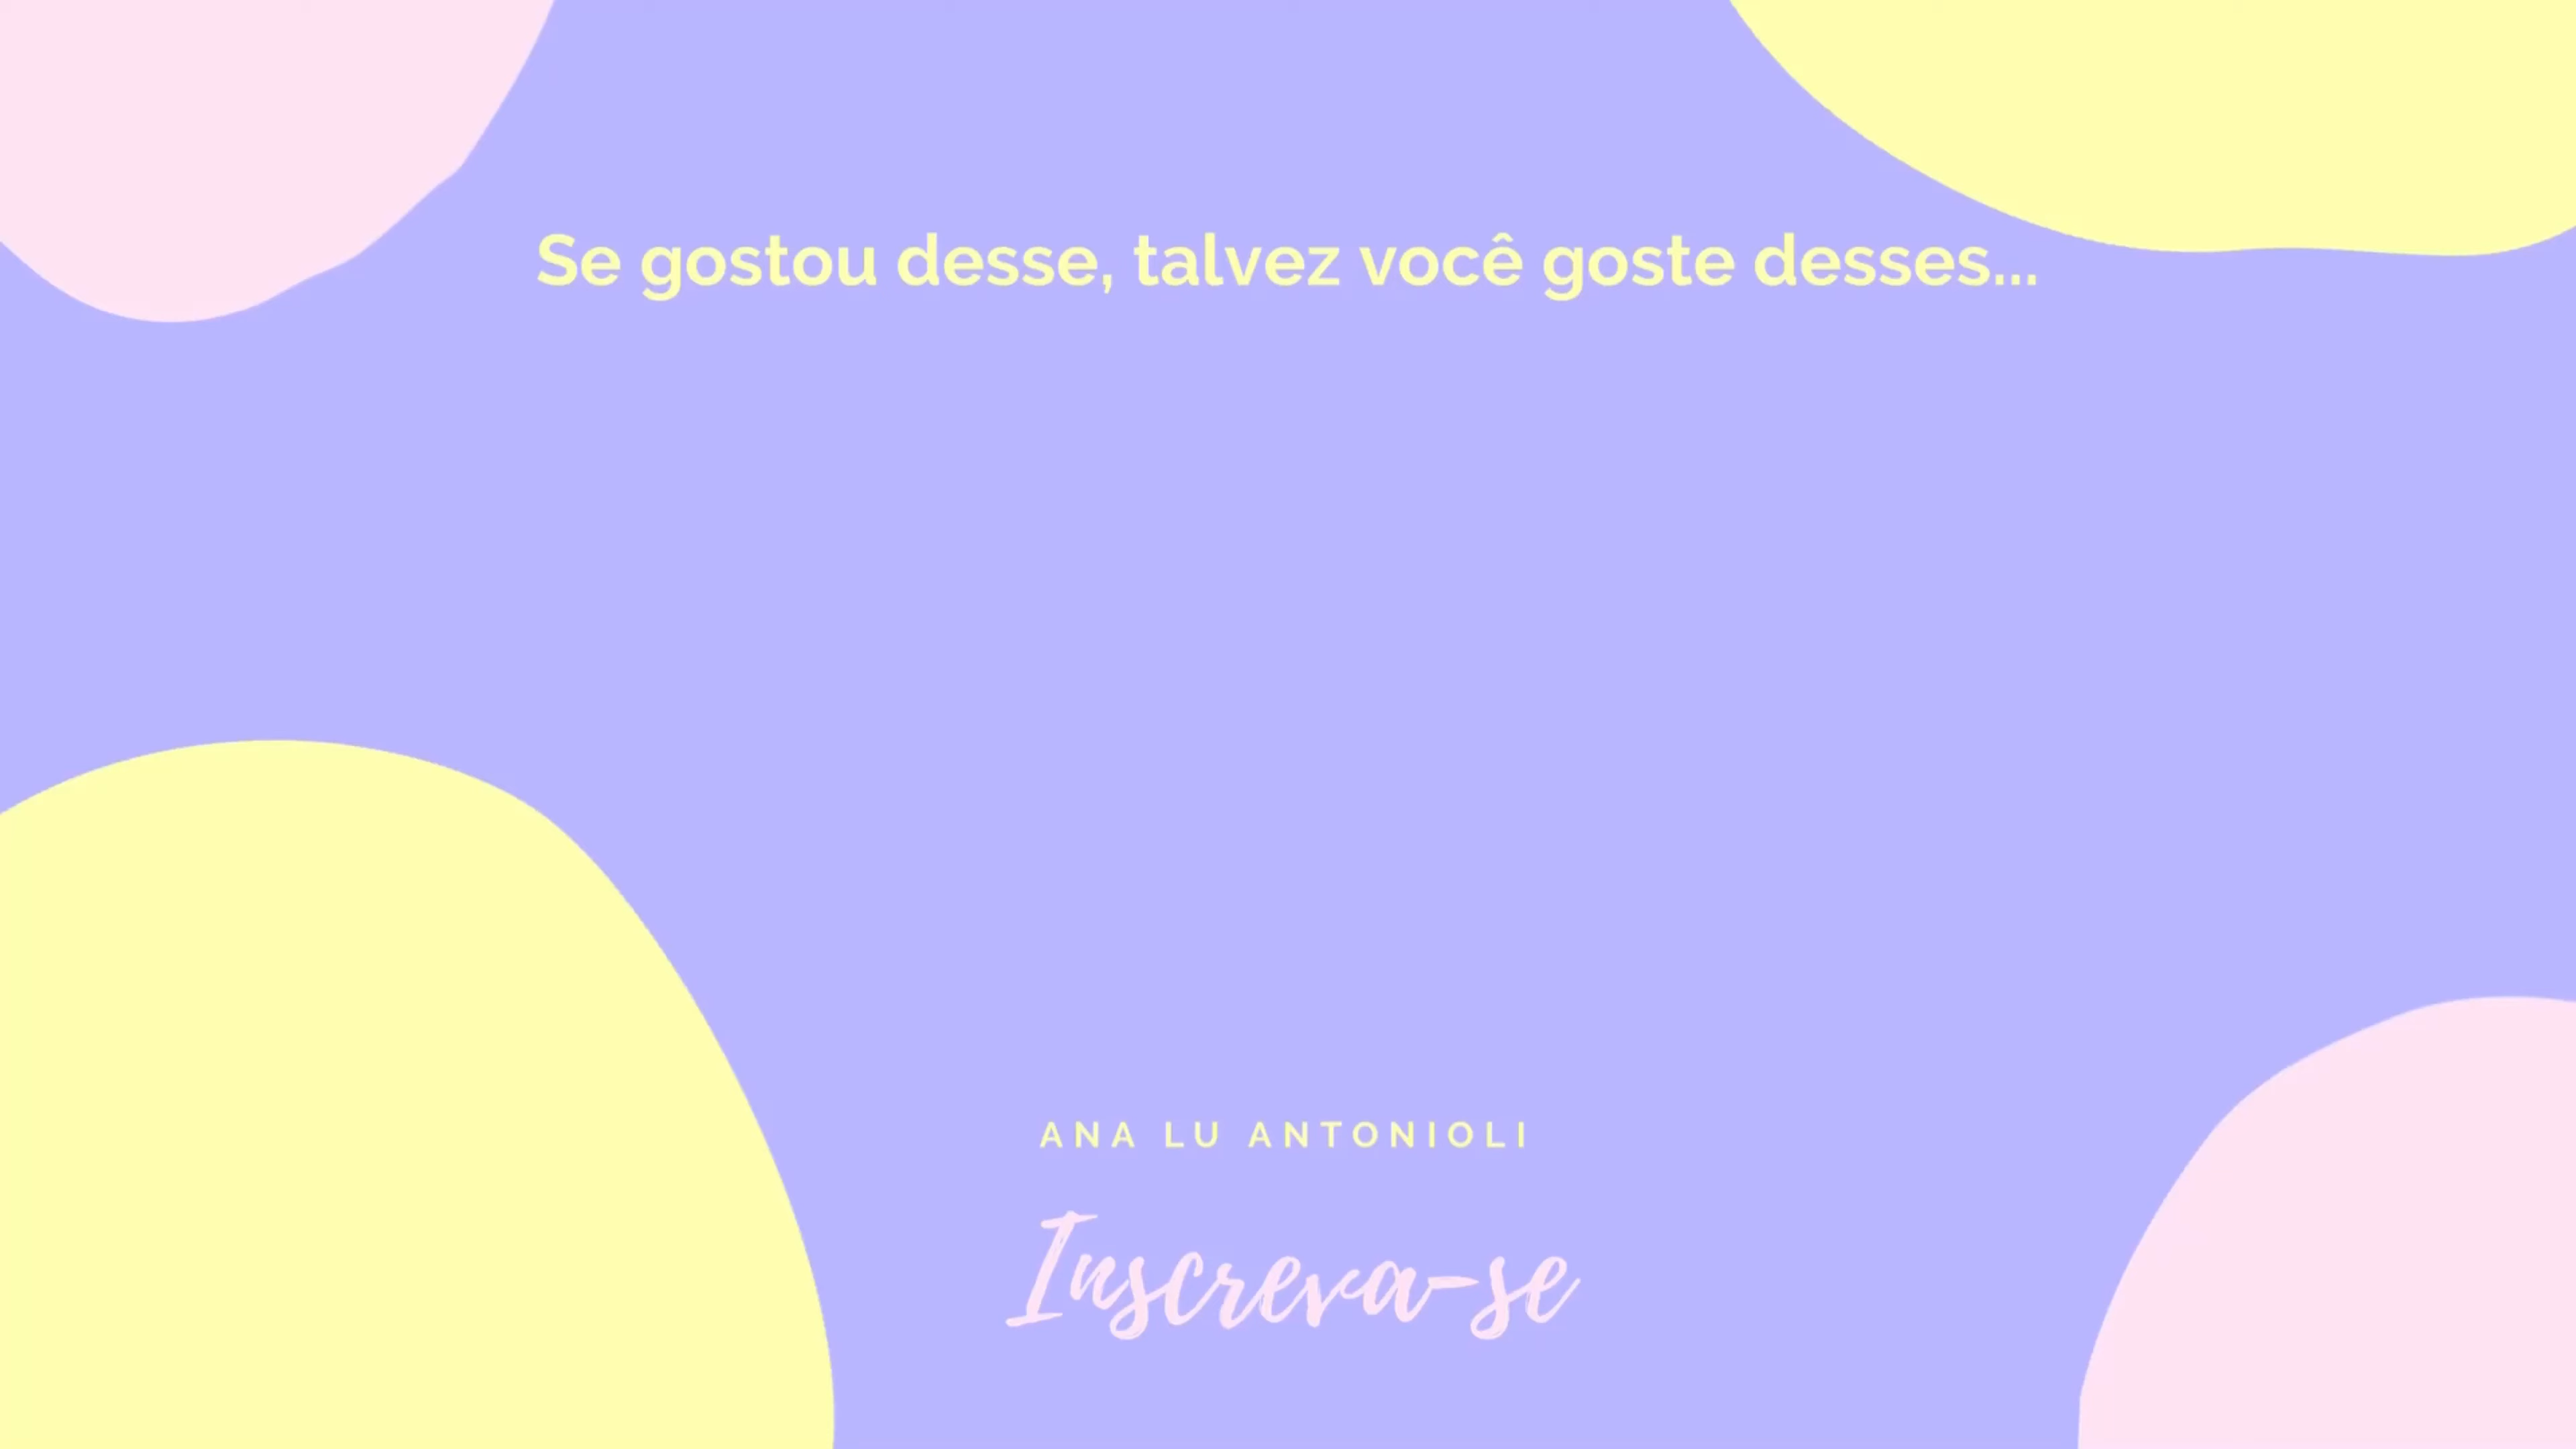 Se gostou desse, talvez você goste desses...
ANA LU ANTONIOLI
Inscreva-se